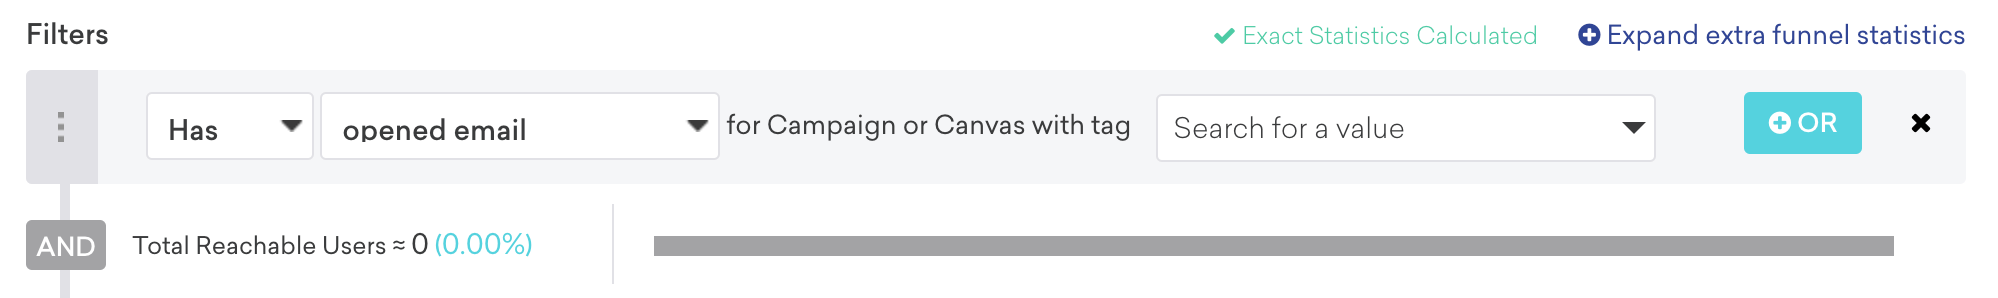 Filters
Exact Statistics Calculated
Expand extra funnel statistics
Has opened email for Campaign or Canvas with tag Search for a value OR
AND Total Reachable Users ≈ 0 (0.00%)